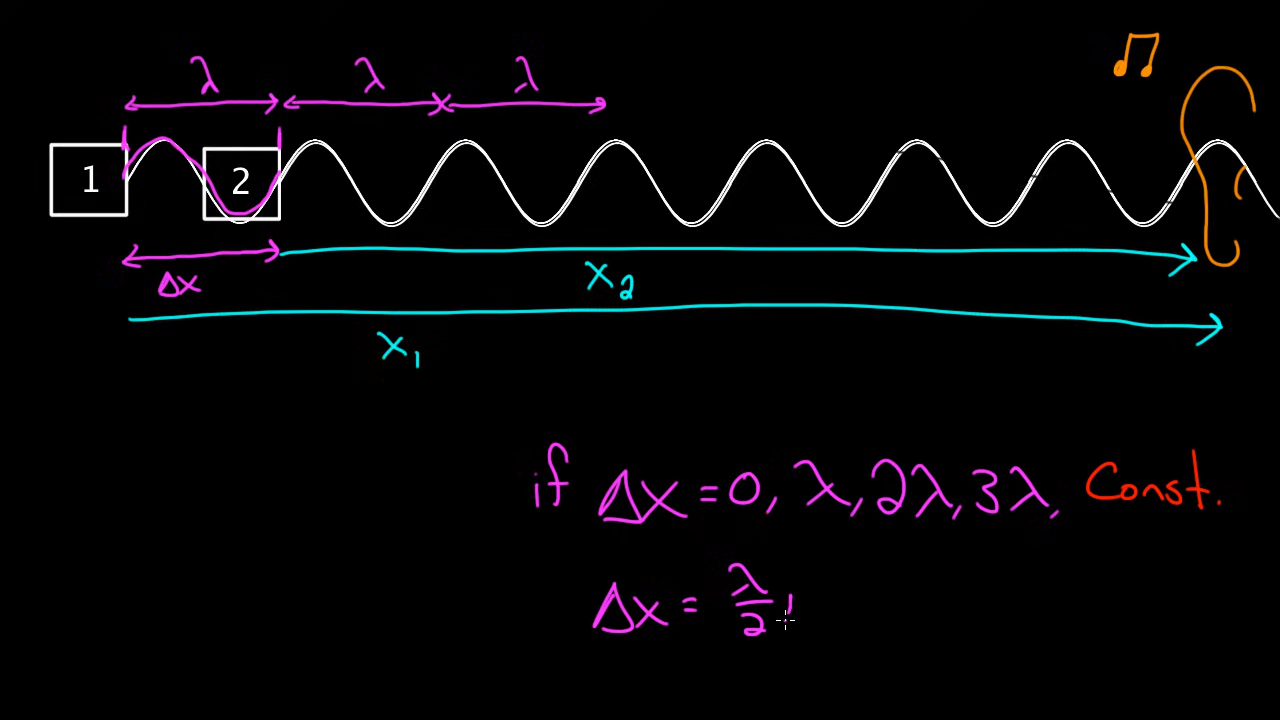 λ λ λ
1 2
Δx
x₂
x₁
if Δx = 0, λ, 2λ, 3λ, Const.
Δx = λ/2